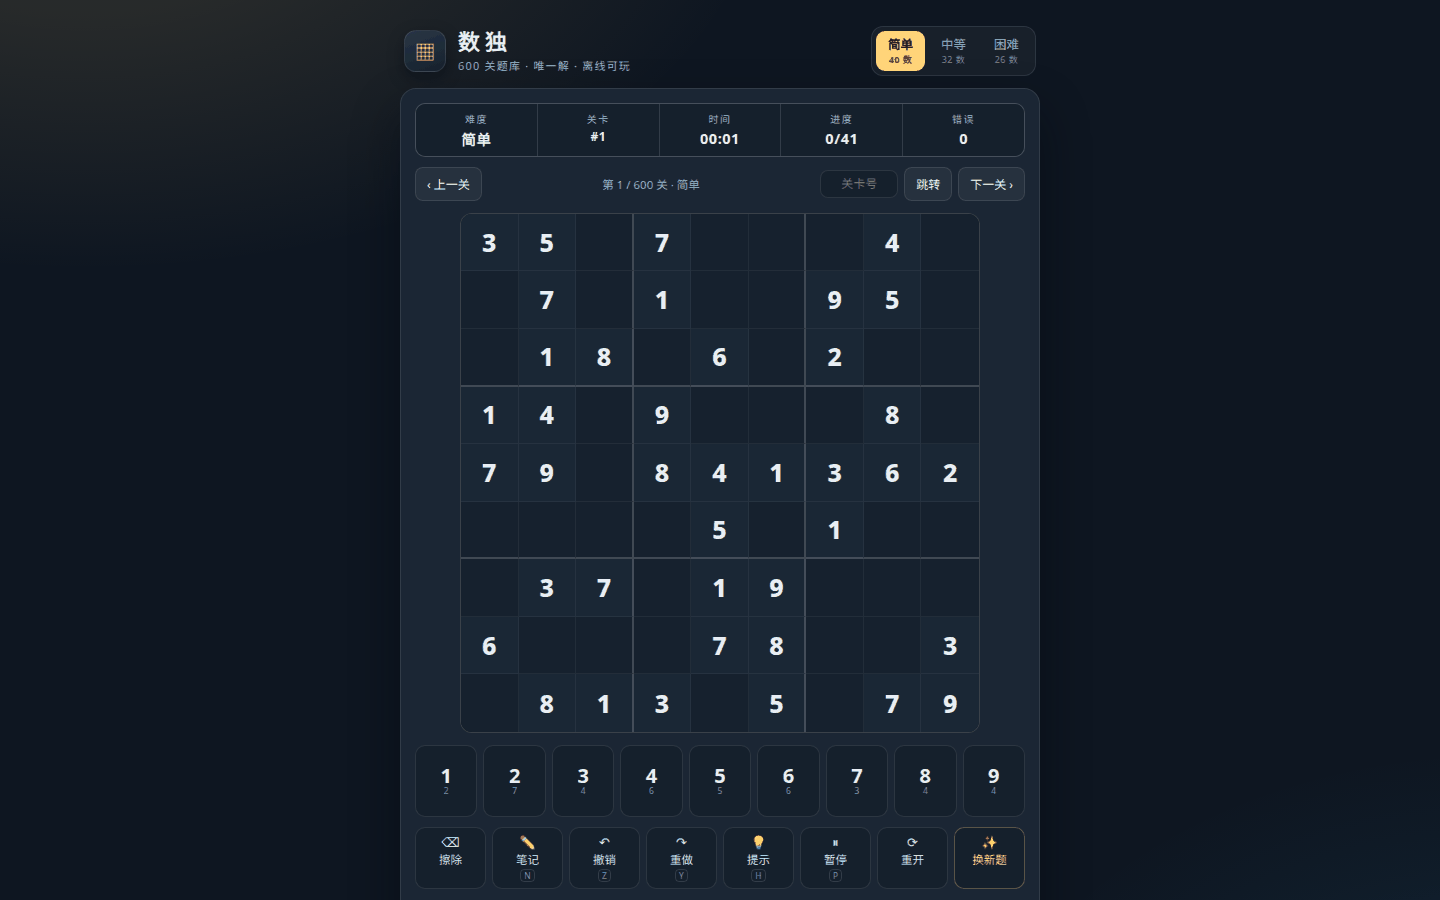 数独
600 关题库 · 唯一解 · 离线可玩
简单 中等 困难
40 数 32 数 26 数
难度 关卡 时间 进度 错误
简单 #1 00:01 0/41 0
‹ 上一关 第 1 / 600 关 · 简单 关卡号 跳转 下一关 ›
3 5 7 4
7 1 9 5
1 8 6 2
1 4 9 8
7 9 8 4 1 3 6 2
5 1
3 7 1 9
6 7 8 3
8 1 3 5 7 9
1 2 3 4 5 6 7 8 9
2 7 4 6 5 6 3 4 4
擦除 笔记 撤销 重做 提示 暂停 重开 换新题
N Z Y H P